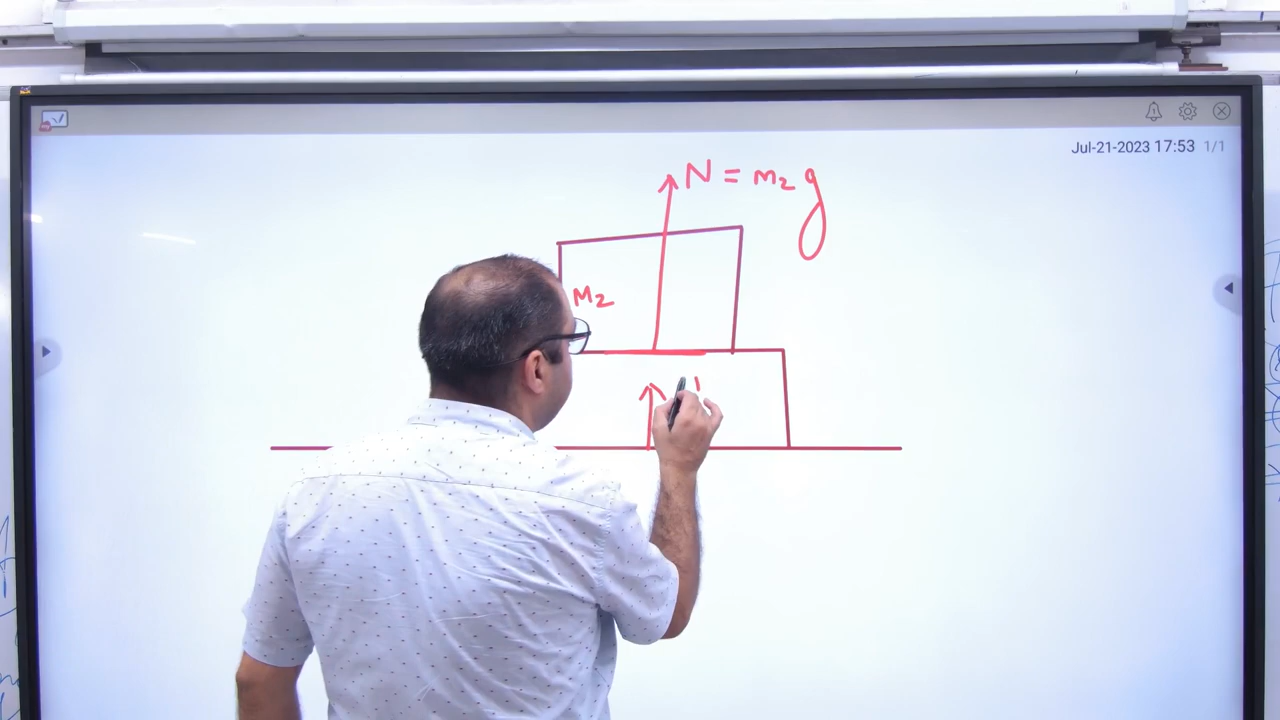 Jul-21-2023 17:53 1/1
N = m₂ g
m₂